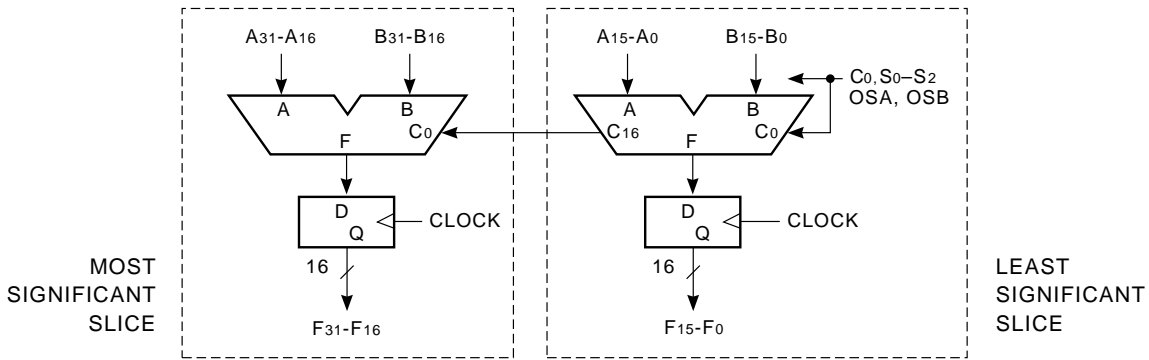 A31-A16 B31-B16 A15-A0 B15-B0
C0,S0–S2
OSA, OSB
A B A B
C0 C16 C0
F F
D D
CLOCK CLOCK
Q Q
16 16
MOST
SIGNIFICANT
SLICE
LEAST
SIGNIFICANT
SLICE
F31-F16 F15-F0